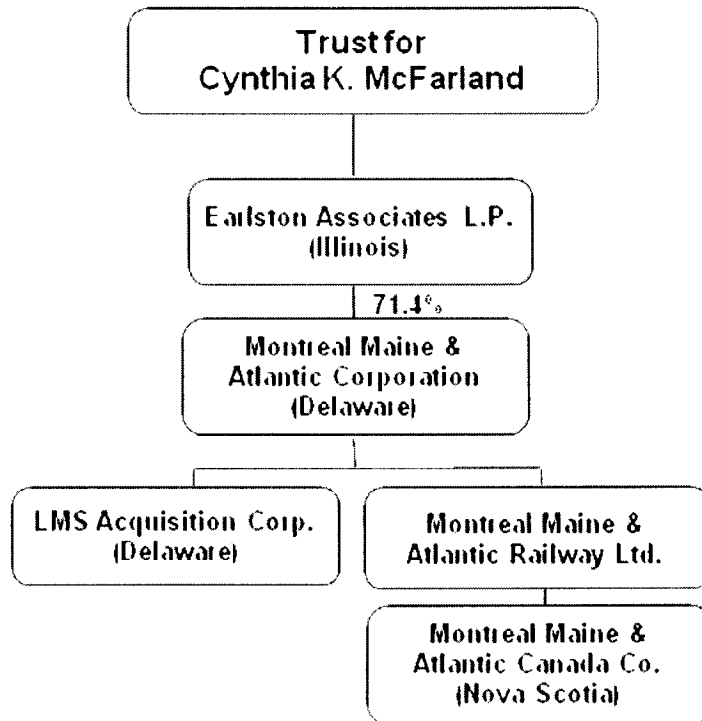 Trust for
Cynthia K. McFarland
Earlston Associates L.P.
(Illinois)
71.4%
Montreal Maine &
Atlantic Corporation
(Delaware)
LMS Acquisition Corp.
(Delaware)
Montreal Maine &
Atlantic Railway Ltd.
Montreal Maine &
Atlantic Canada Co.
(Nova Scotia)